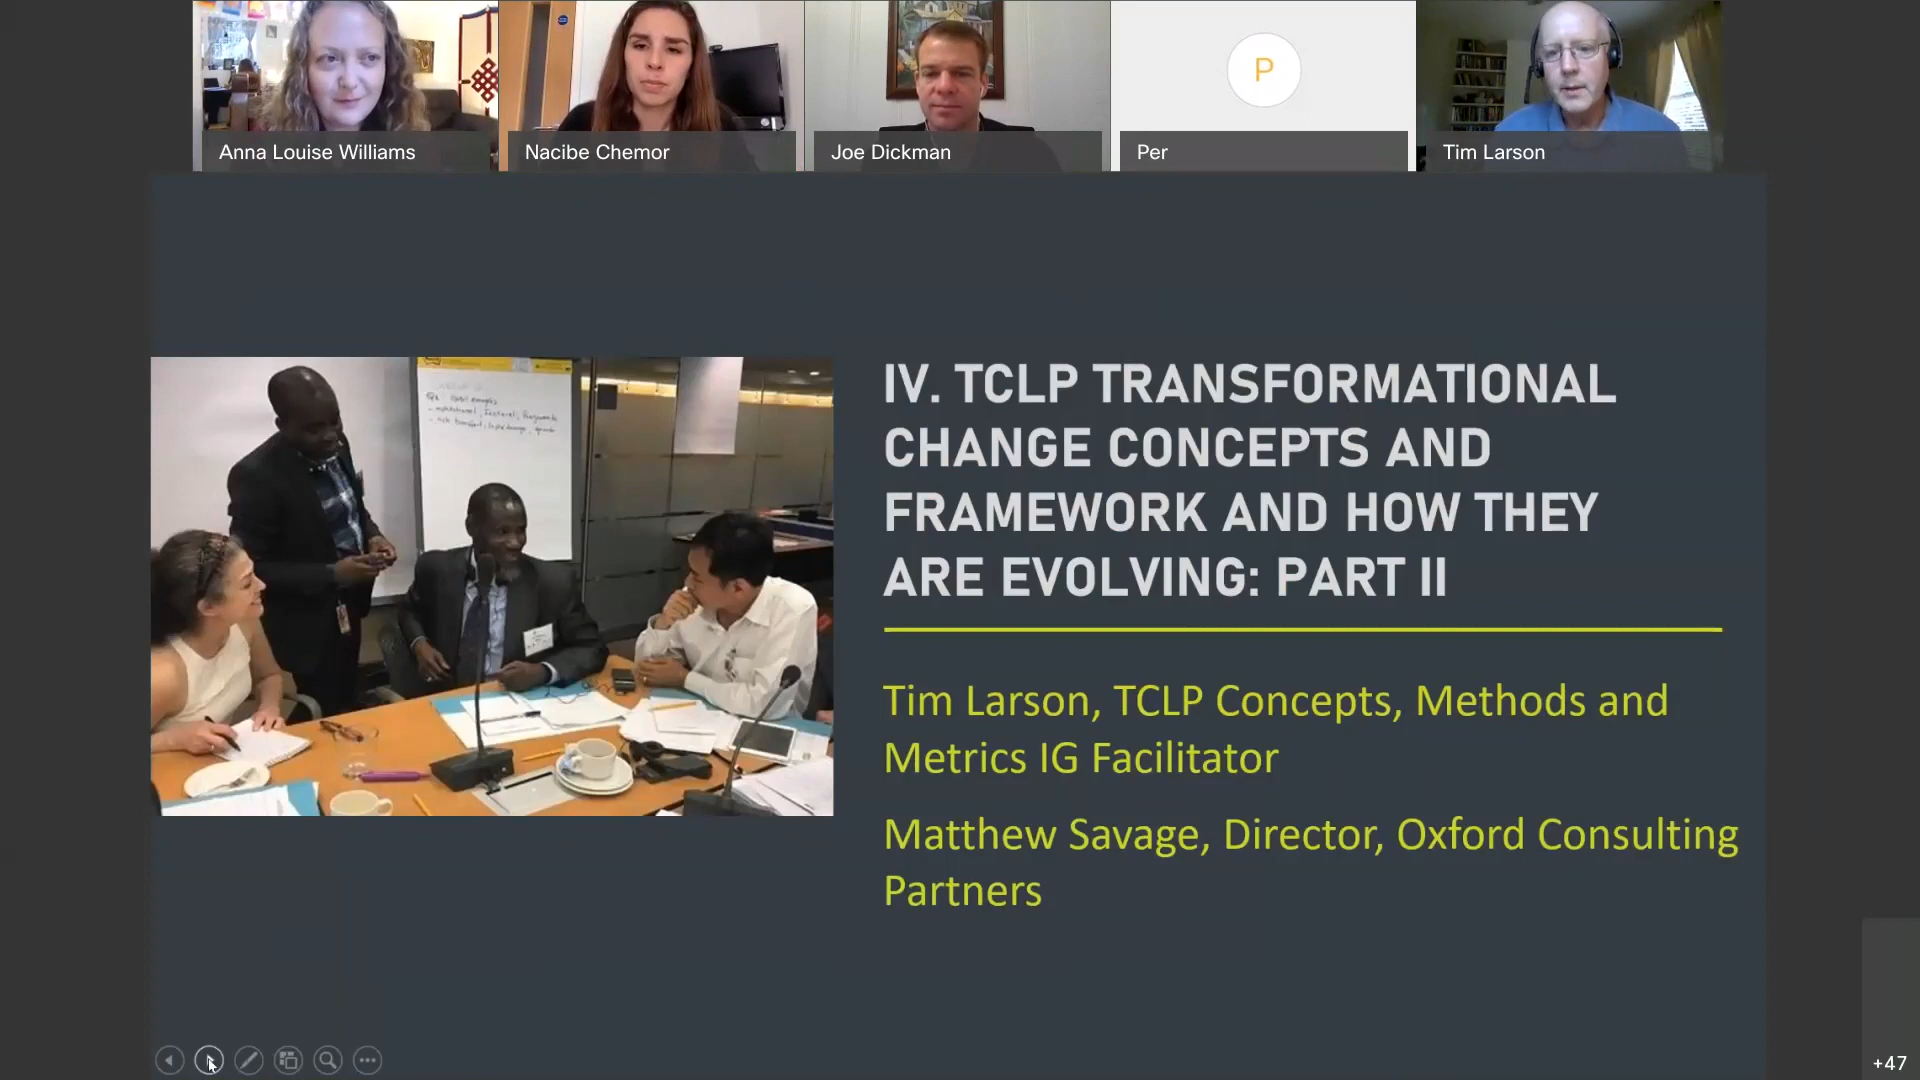 Anna Louise Williams
Nacibe Chemor
Joe Dickman
P
Per
Tim Larson
IV. TCLP TRANSFORMATIONAL
CHANGE CONCEPTS AND
FRAMEWORK AND HOW THEY
ARE EVOLVING: PART II
Tim Larson, TCLP Concepts, Methods and
Metrics IG Facilitator
Matthew Savage, Director, Oxford Consulting
Partners
+47